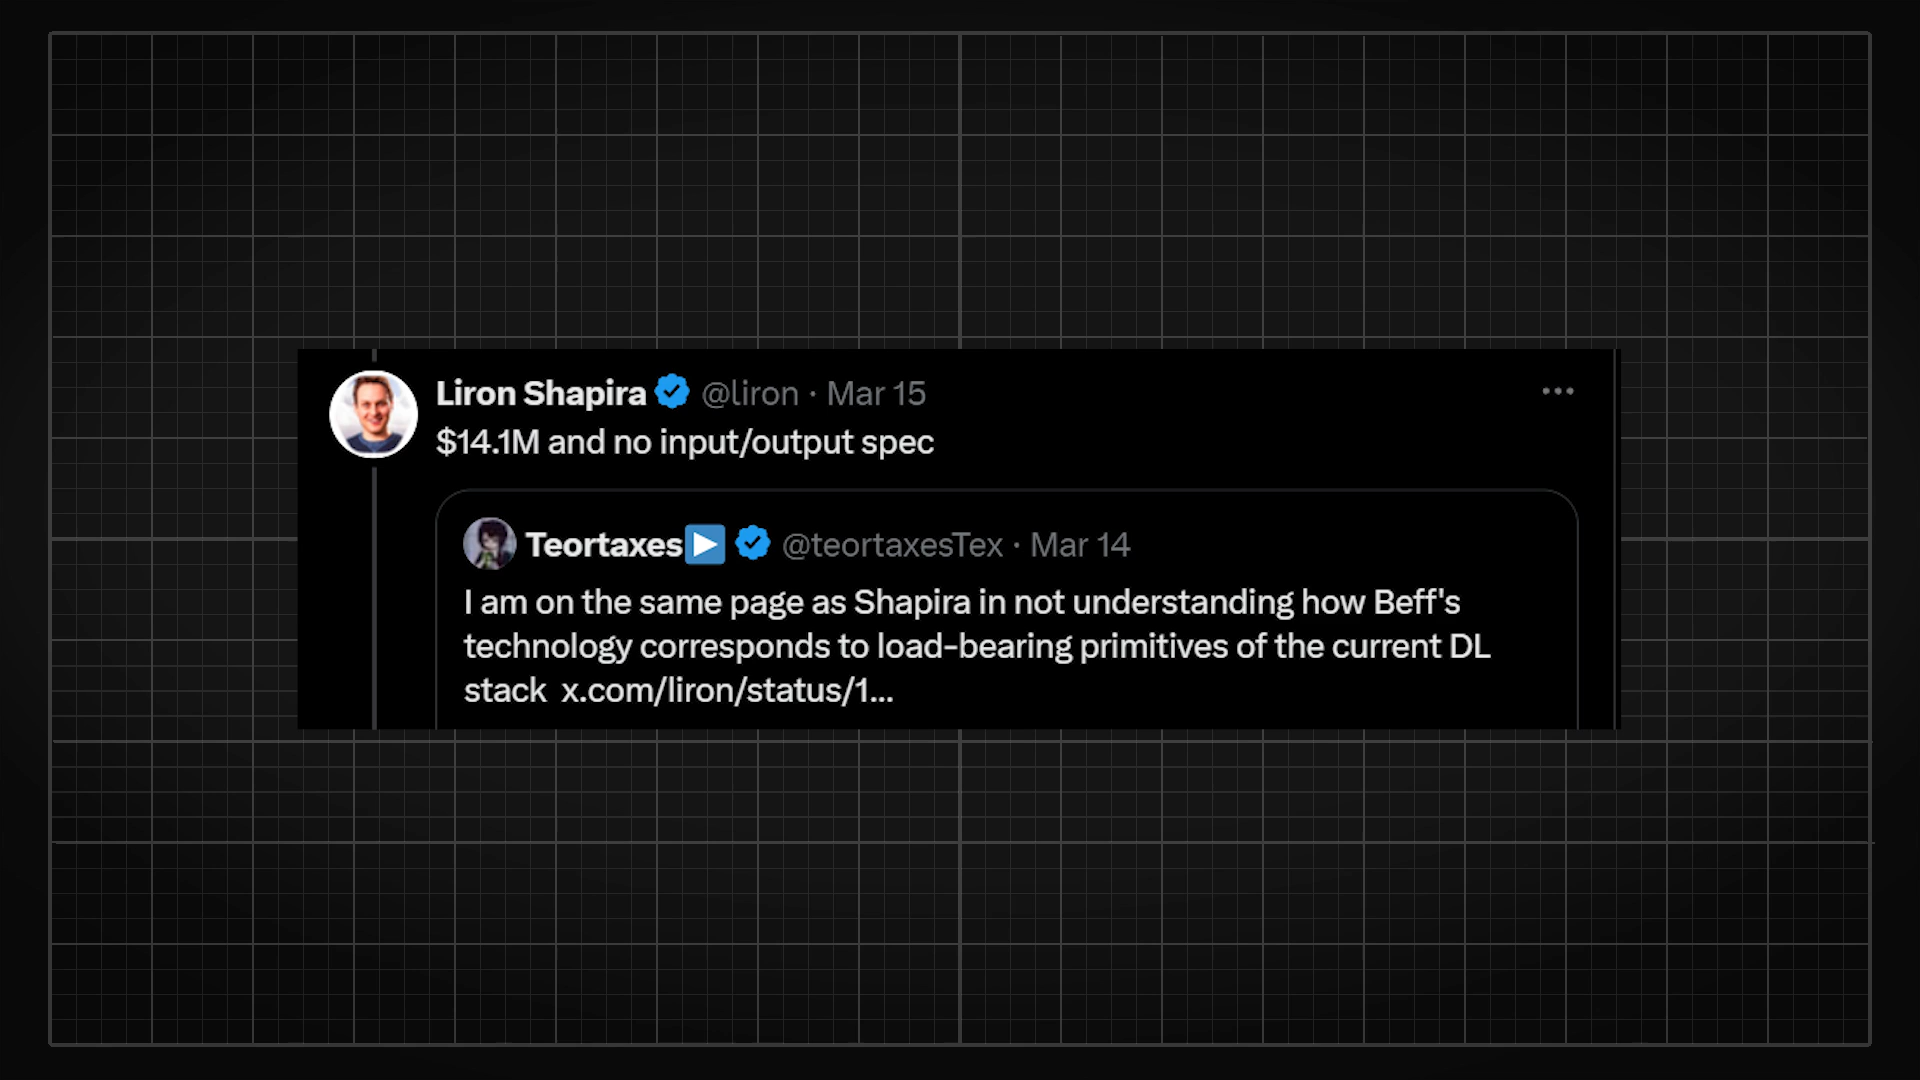 Liron Shapira @liron · Mar 15
$14.1M and no input/output spec
Teortaxes▶️ @teortaxesTex · Mar 14
I am on the same page as Shapira in not understanding how Beff's
technology corresponds to load-bearing primitives of the current DL
stack x.com/liron/status/1...